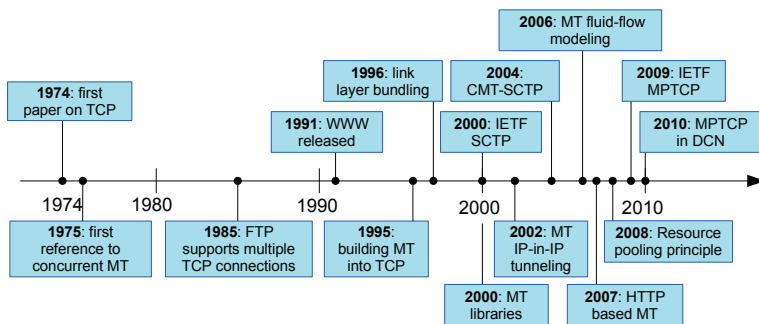 2006: MT fluid-flow
modeling
1996: link
layer bundling
2004:
CMT-SCTP
2009: IETF
MPTCP
1974: first
paper on TCP
1991: WWW
released
2000: IETF
SCTP
2010: MPTCP
in DCN
1974
1980
1990
2000
2010
1975: first
reference to
concurrent MT
1985: FTP
supports multiple
TCP connections
1995:
building MT
into TCP
2002: MT
IP-in-IP
tunneling
2008: Resource
pooling principle
2000: MT
libraries
2007: HTTP
based MT